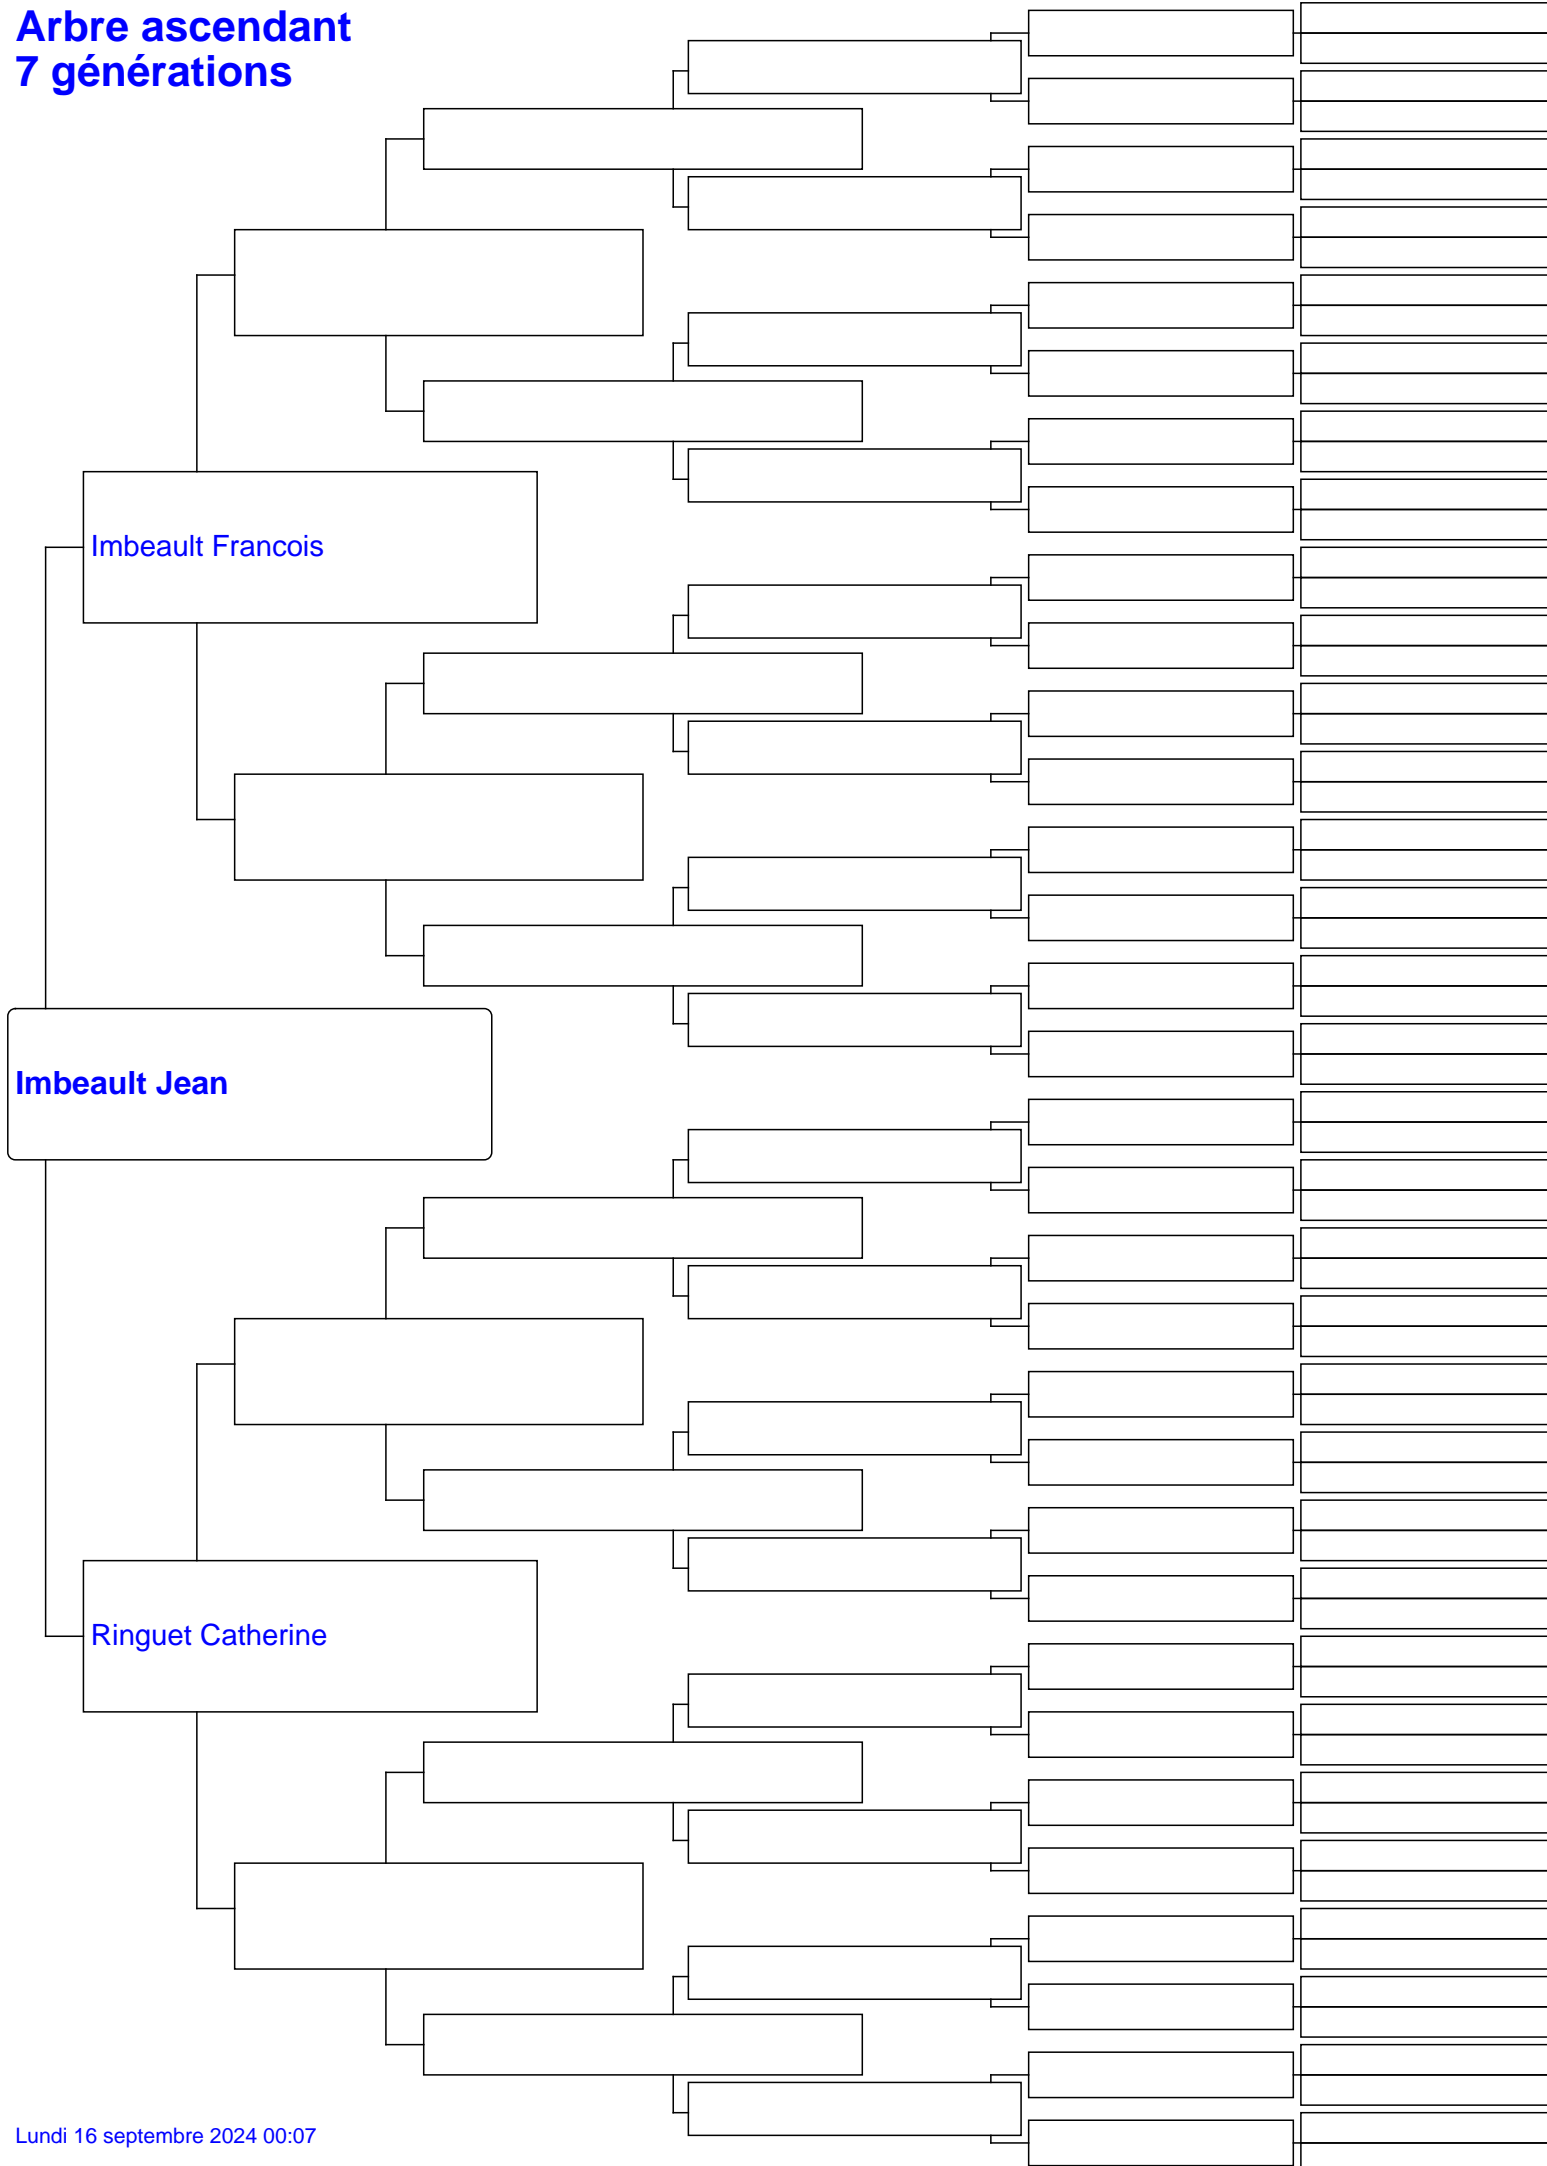 Arbre ascendant
7 générations
Imbeault Francois
Imbeault Jean
Ringuet Catherine
Lundi 16 septembre 2024 00:07